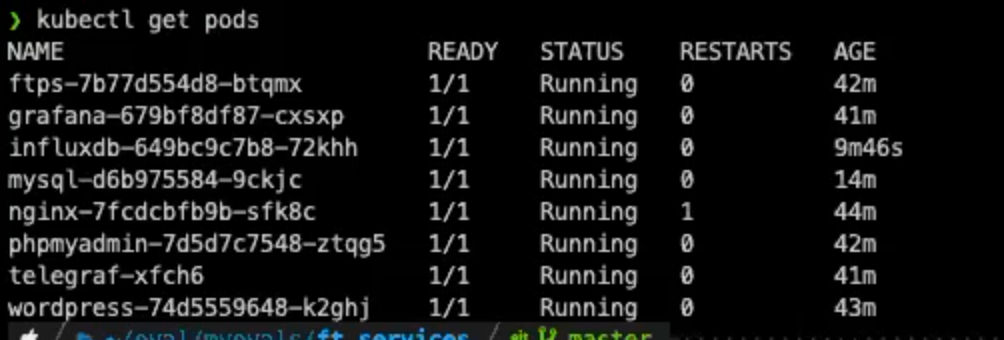 ❯ kubectl get pods
NAME READY STATUS RESTARTS AGE
ftps-7b77d554d8-btqmx 1/1 Running 0 42m
grafana-679bf8df87-cxsxp 1/1 Running 0 41m
influxdb-649bc9c7b8-72khh 1/1 Running 0 9m46s
mysql-d6b975584-9ckjc 1/1 Running 0 14m
nginx-7fcdcbfb9b-sfk8c 1/1 Running 1 44m
phpmyadmin-7d5d7c7548-ztqg5 1/1 Running 0 42m
telegraf-xfch6 1/1 Running 0 41m
wordpress-74d5559648-k2ghj 1/1 Running 0 43m
ft_services git master